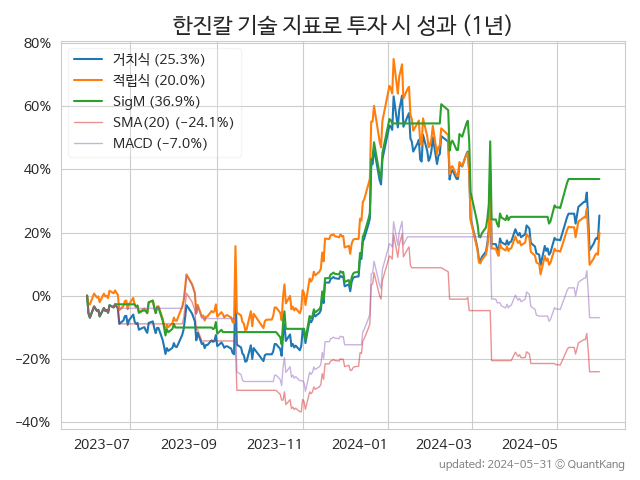 한진칼 기술 지표로 투자 시 성과 (1년)
80%
60%
40%
20%
0%
−20%
−40%
거치식 (25.3%)
적립식 (20.0%)
SigM (36.9%)
SMA(20) (−24.1%)
MACD (−7.0%)
2023-07 2023-09 2023-11 2024-01 2024-03 2024-05
updated: 2024-05-31 © QuantKang